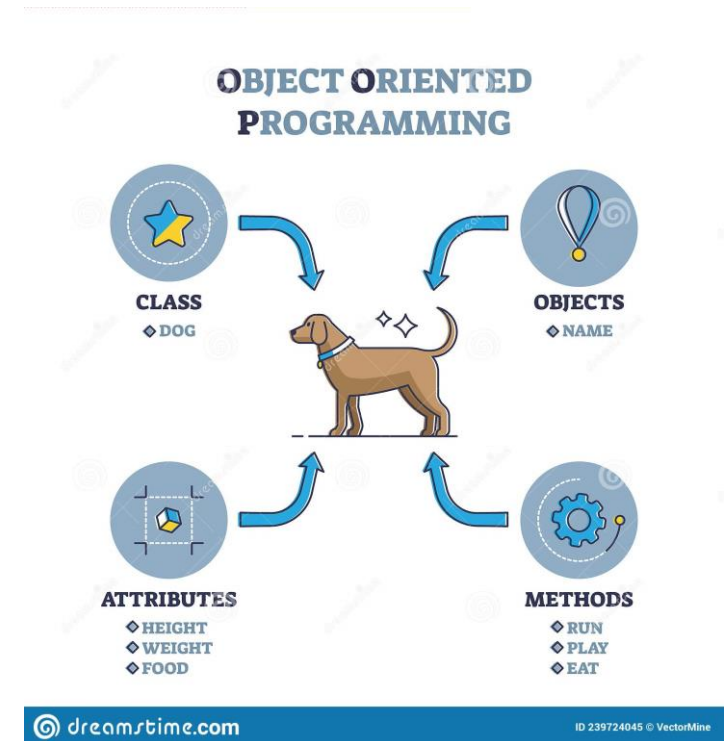 OBJECT ORIENTED
PROGRAMMING
CLASS
DOG
OBJECTS
NAME
ATTRIBUTES
HEIGHT
WEIGHT
FOOD
METHODS
RUN
PLAY
EAT
dreamstime.com
ID 239724045 © VectorMine